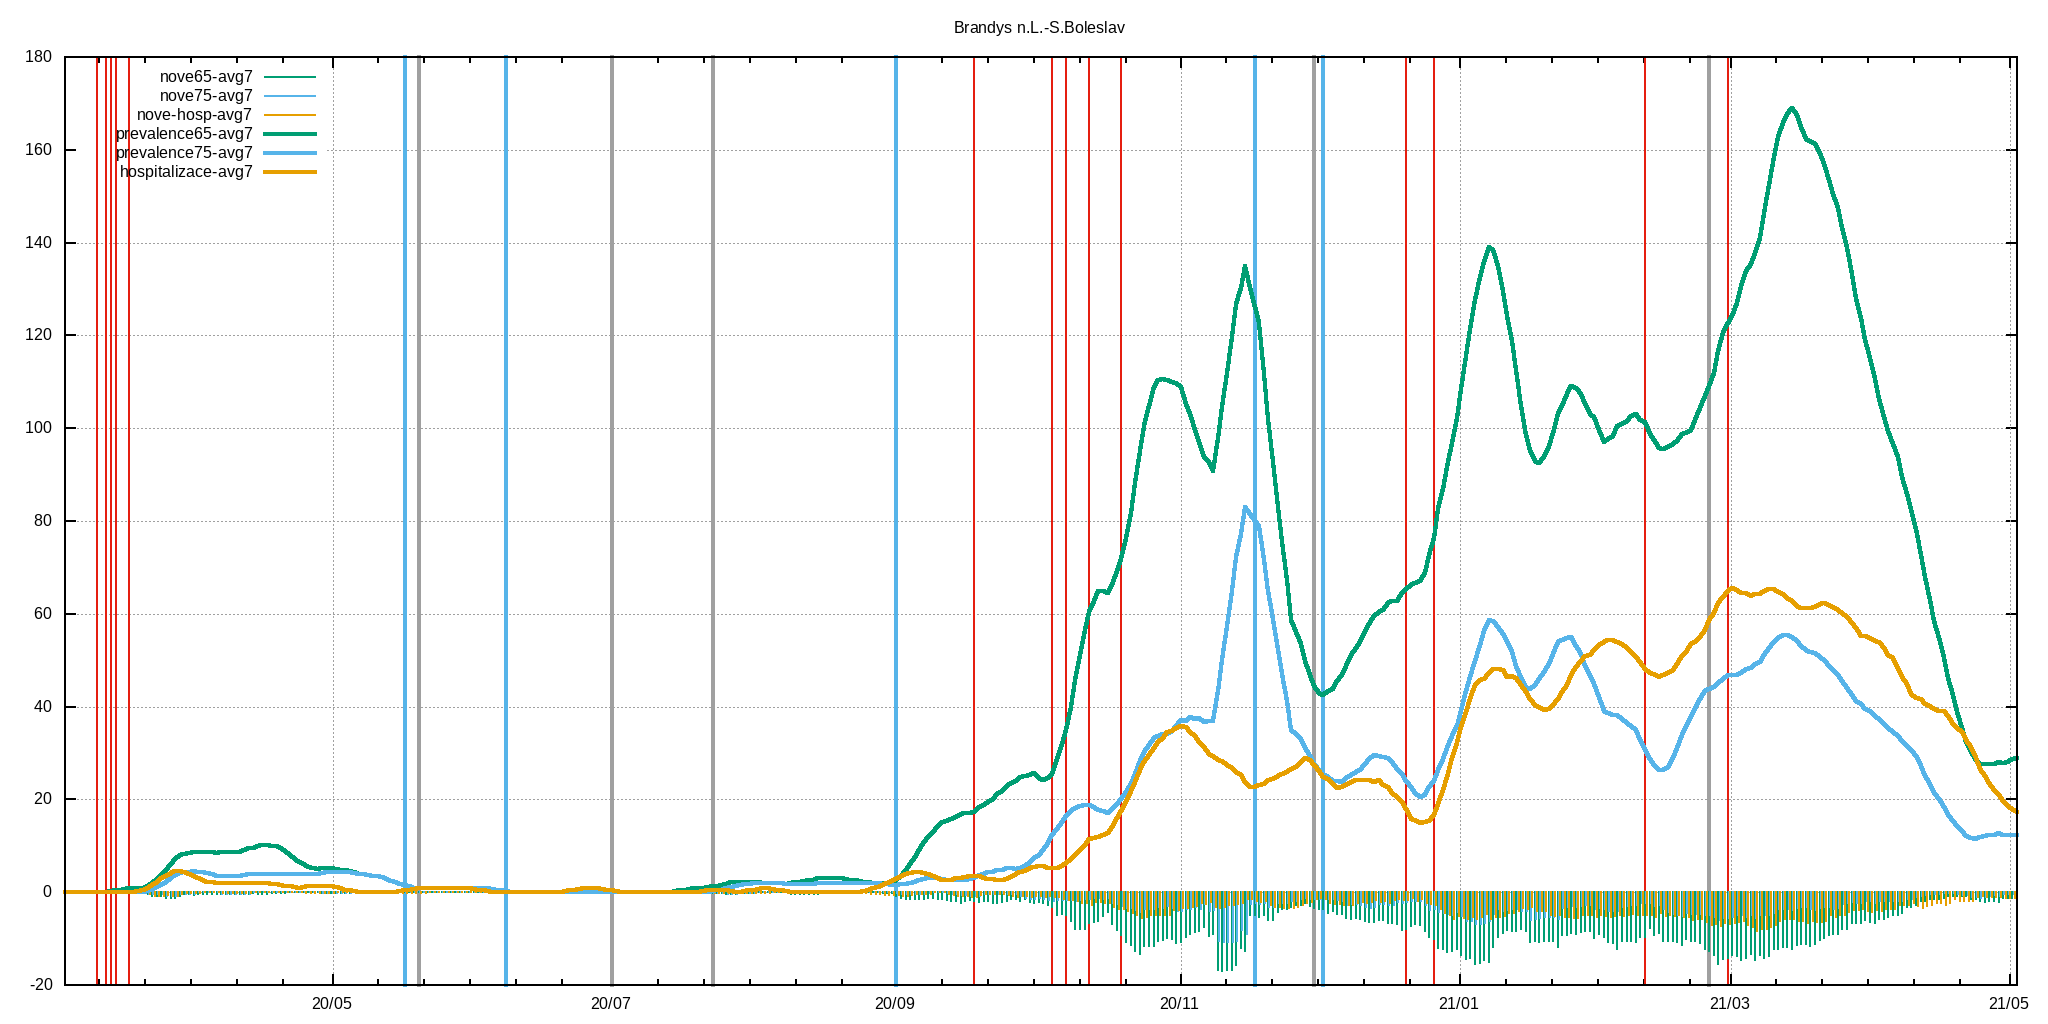 Brandys n.L.-S.Boleslav
180
160
140
120
100
80
60
40
20
0
-20
nove65-avg7
nove75-avg7
nove-hosp-avg7
prevalence65-avg7
prevalence75-avg7
hospitalizace-avg7
20/05 20/07 20/09 20/11 21/01 21/03 21/05